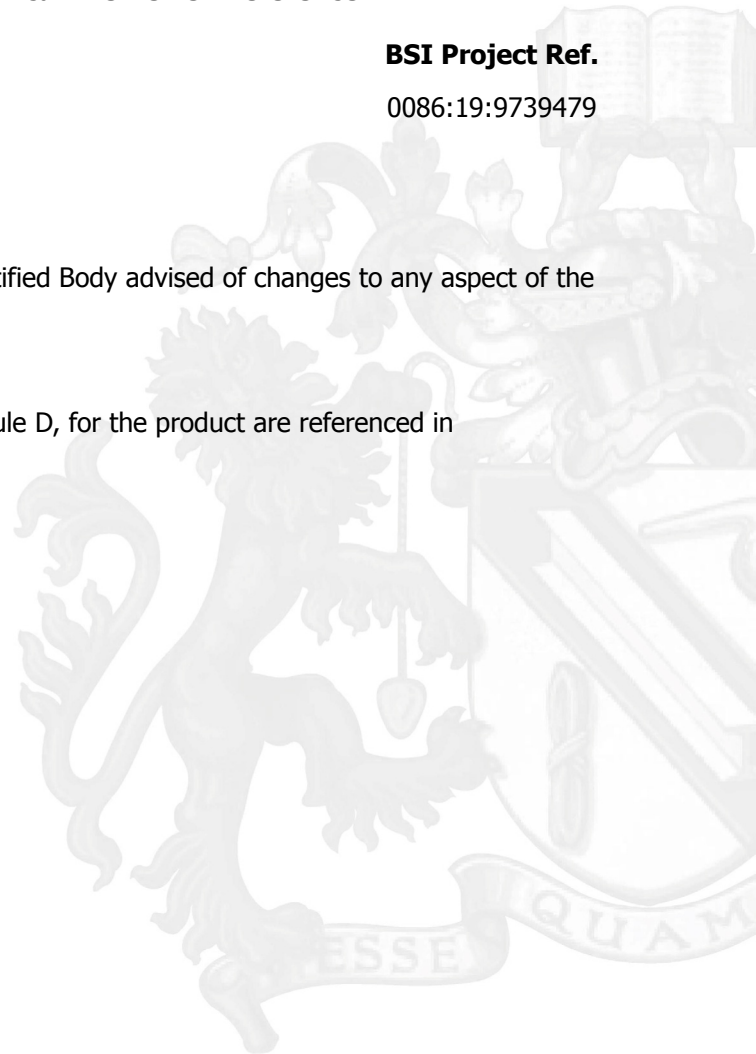 BSI Project Ref.
0086:19:9739479
tified Body advised of changes to any aspect of the
ule D, for the product are referenced in
ESSE QUAM